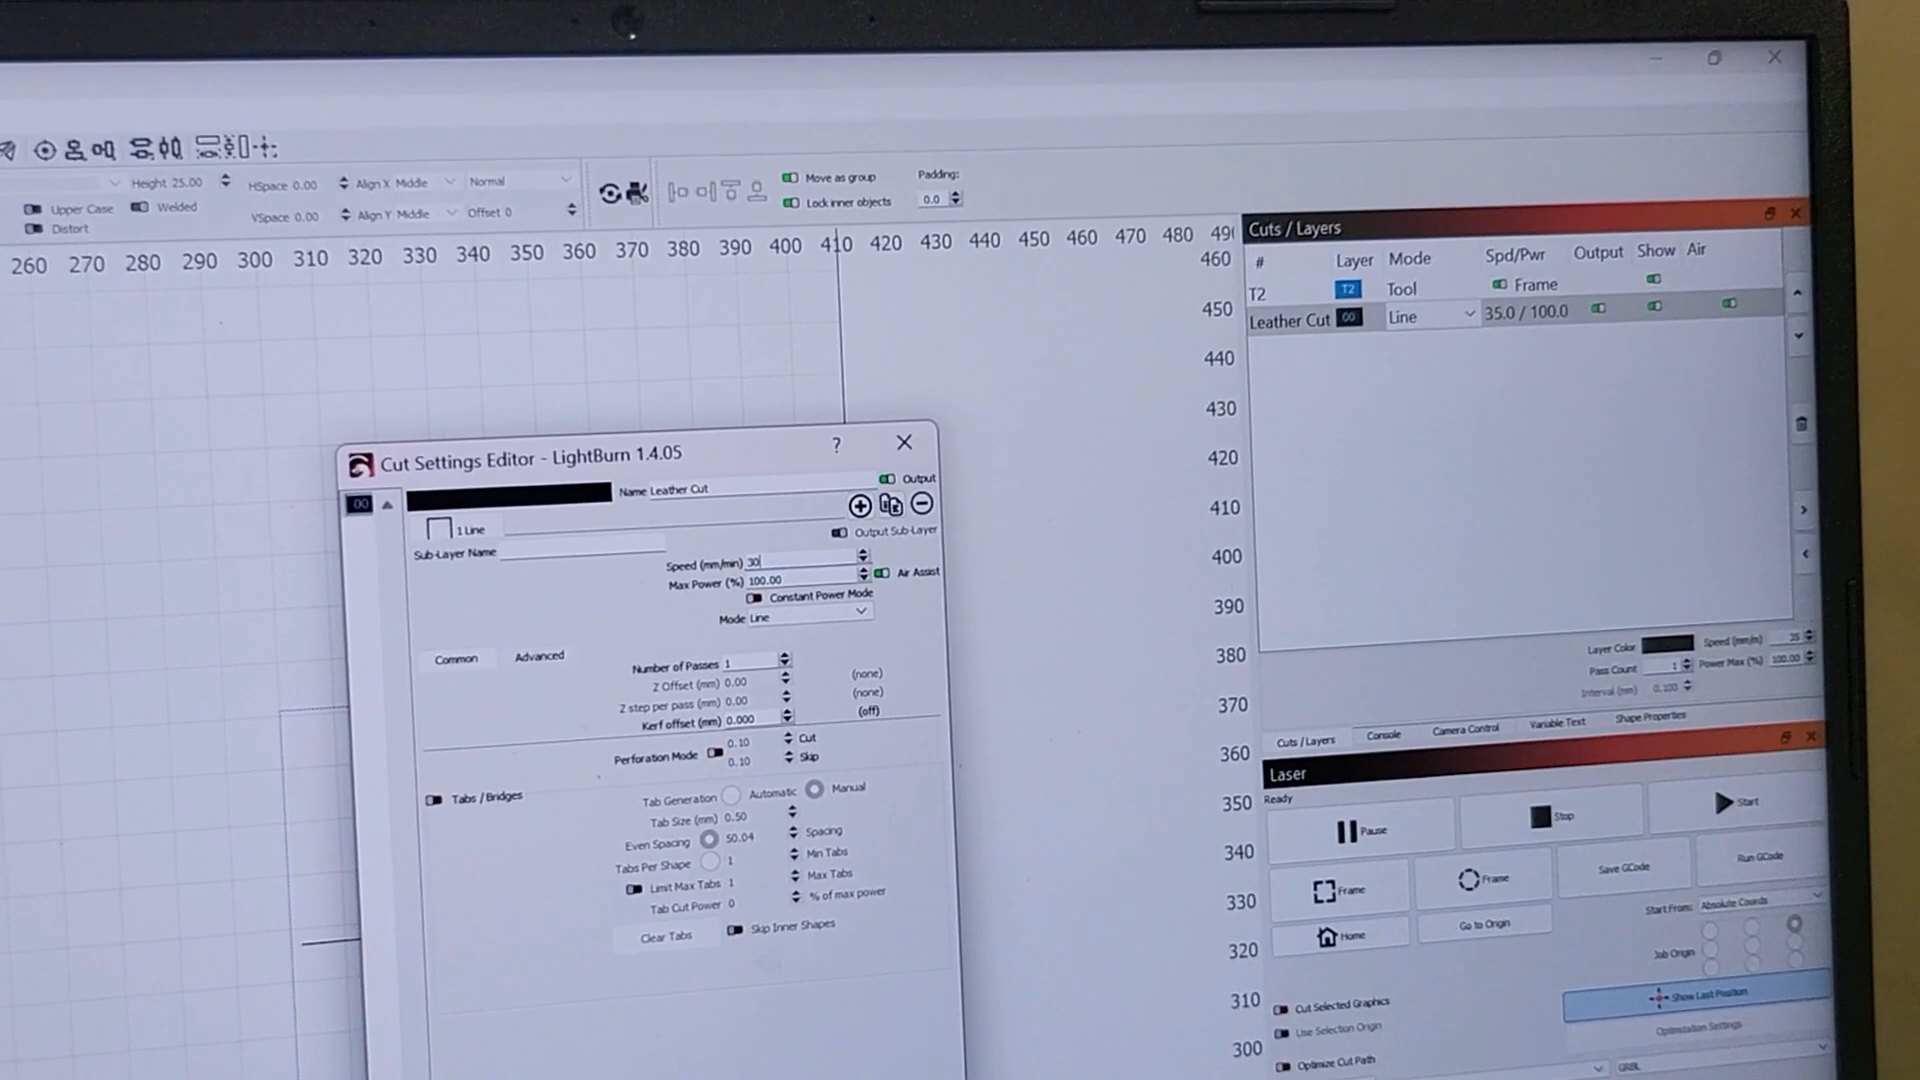 Height 25.00
HSpace 0.00
Align X Middle
Normal
Upper Case
Welded
VSpace 0.00
Align Y Middle
Offset 0
Distort
Move as group
Lock inner objects
Padding:
0.0
260 270 280 290 300 310 320 330 340 350 360 370 380 390 400 410 420 430 440 450 460 470 480 490
460
450
440
430
420
410
400
390
380
370
360
350
340
330
320
310
300
Cuts / Layers
# Layer Mode Spd/Pwr Output Show Air
T2 T2 Tool Frame
Leather Cut 00 Line 35.0 / 100.0
Layer Color
Speed (mm/m) 35
Pass Count 1
Power Max (%) 100.00
Interval (mm) 0.100
Cuts / Layers
Console
Camera Control
Variable Text
Shape Properties
Cut Settings Editor - LightBurn 1.4.05
?
00
Name Leather Cut
Output
1 Line
Output Sub-Layer
Sub-Layer Name
Speed (mm/min) 30
Max Power (%) 100.00
Air Assist
Constant Power Mode
Mode Line
Common
Advanced
Number of Passes 1
Z Offset (mm) 0.00
(none)
Z step per pass (mm) 0.00
(none)
Kerf offset (mm) 0.000
(off)
Perforation Mode
0.10
Cut
0.10
Skip
Tabs / Bridges
Tab Generation
Automatic
Manual
Tab Size (mm) 0.50
Even Spacing
50.04
Spacing
Tabs Per Shape
1
Min Tabs
Limit Max Tabs 1
Max Tabs
Tab Cut Power 0
% of max power
Clear Tabs
Skip Inner Shapes
Laser
Ready
Pause
Stop
Start
Frame
Frame
Save GCode
Run GCode
Home
Go to Origin
Start From: Absolute Coords
Job Origin
Cut Selected Graphics
Use Selection Origin
Show Last Position
Optimization Settings
Optimize Cut Path
GRBL